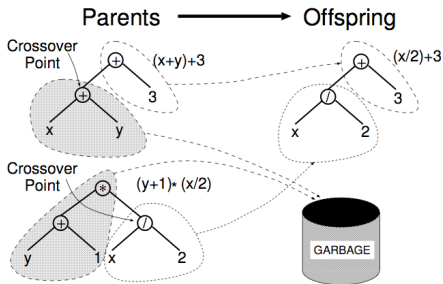 Parents
Offspring
Crossover
Point
+
(x+y)+3
+
3
x
y
+
(x/2)+3
/
3
x
2
Crossover
Point
*
(y+1)* (x/2)
+
/
y
1
x
2
GARBAGE